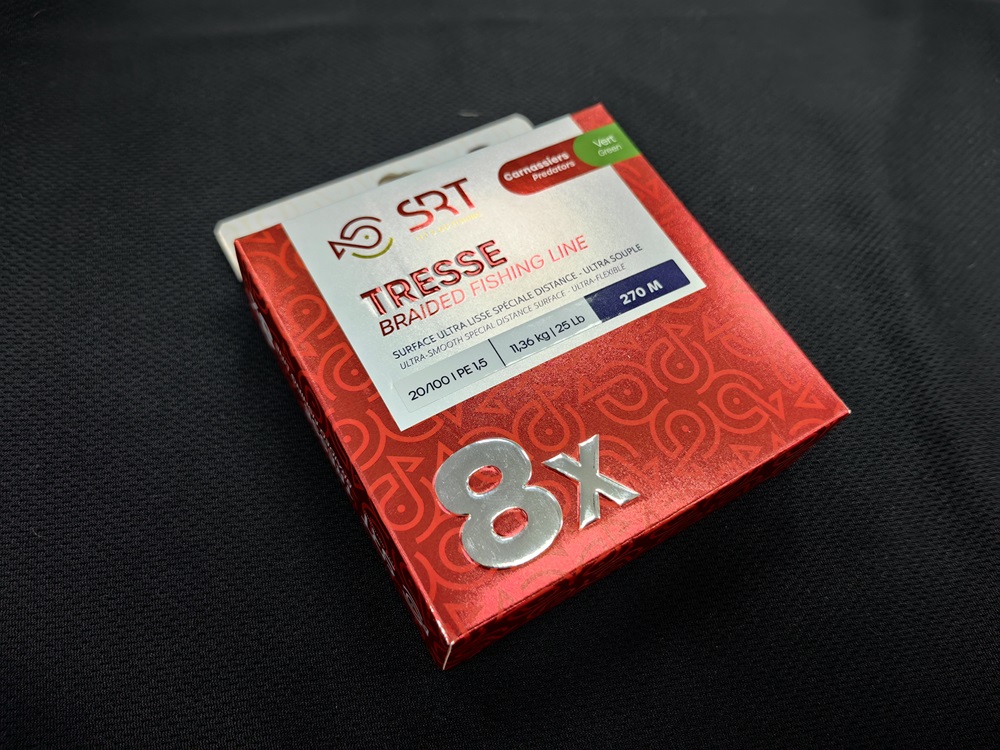 SRT
Carnassiers
Predators
Vert
Green
TRESSE
BRAIDED FISHING LINE
SURFACE ULTRA LISSE SPÉCIALE DISTANCE - ULTRA SOUPLE
ULTRA-SMOOTH SPECIAL DISTANCE SURFACE - ULTRA-FLEXIBLE
20/100 | PE 1,5
11,36 kg | 25 Lb
270 M
8x